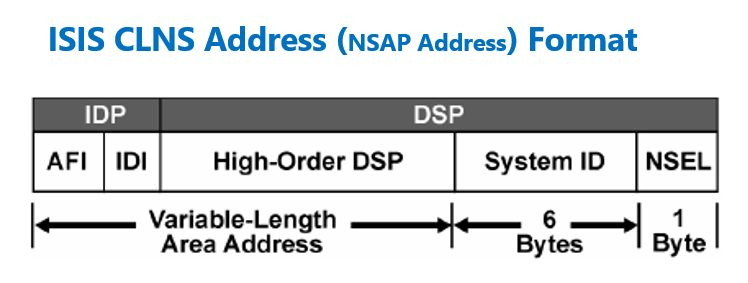 ISIS CLNS Address (NSAP Address) Format
IDP DSP
AFI IDI High-Order DSP System ID NSEL
Variable-Length 6 1
Area Address Bytes Byte